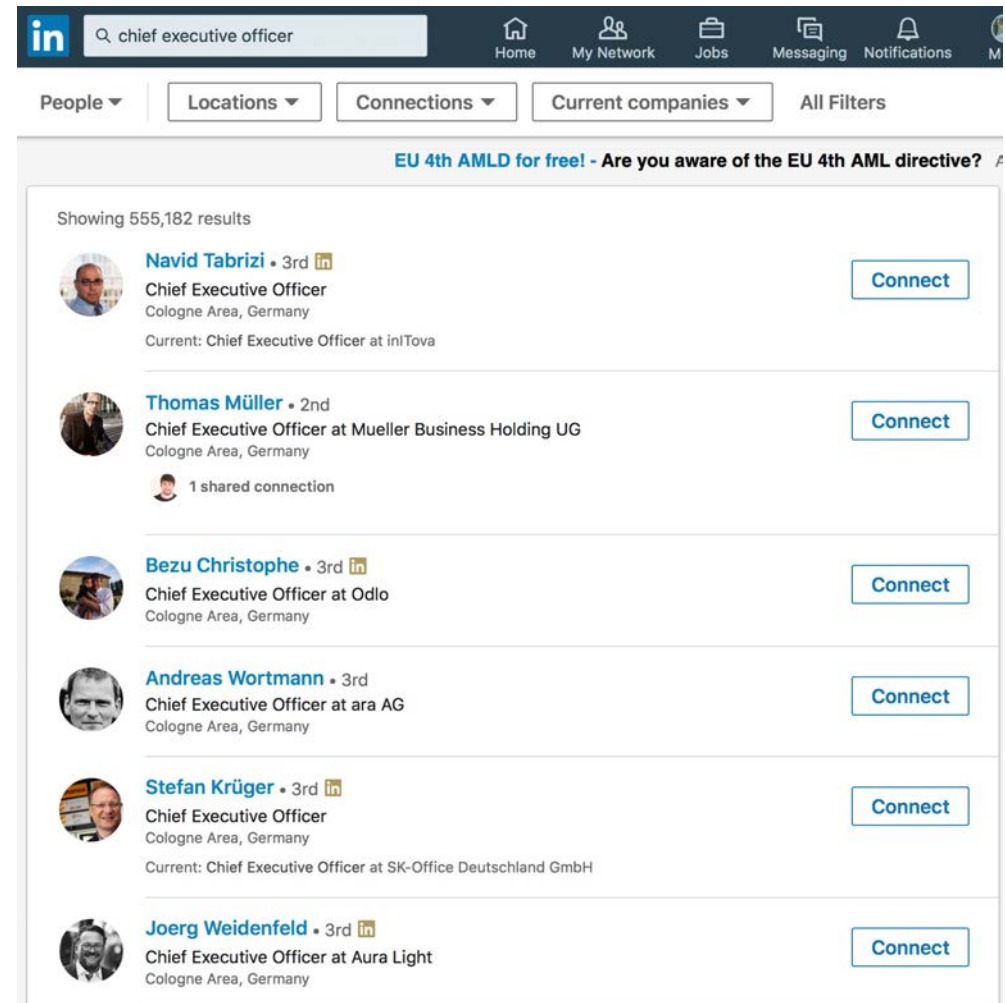 in
chief executive officer
Home
My Network
Jobs
Messaging
Notifications
M
People
Locations
Connections
Current companies
All Filters
EU 4th AMLD for free! - Are you aware of the EU 4th AML directive? A
Showing 555,182 results
Navid Tabrizi • 3rd in
Connect
Chief Executive Officer
Cologne Area, Germany
Current: Chief Executive Officer at inITova
Thomas Müller • 2nd
Connect
Chief Executive Officer at Mueller Business Holding UG
Cologne Area, Germany
1 shared connection
Bezu Christophe • 3rd in
Connect
Chief Executive Officer at Odlo
Cologne Area, Germany
Andreas Wortmann • 3rd
Connect
Chief Executive Officer at ara AG
Cologne Area, Germany
Stefan Krüger • 3rd in
Connect
Chief Executive Officer
Cologne Area, Germany
Current: Chief Executive Officer at SK-Office Deutschland GmbH
Joerg Weidenfeld • 3rd in
Connect
Chief Executive Officer at Aura Light
Cologne Area, Germany